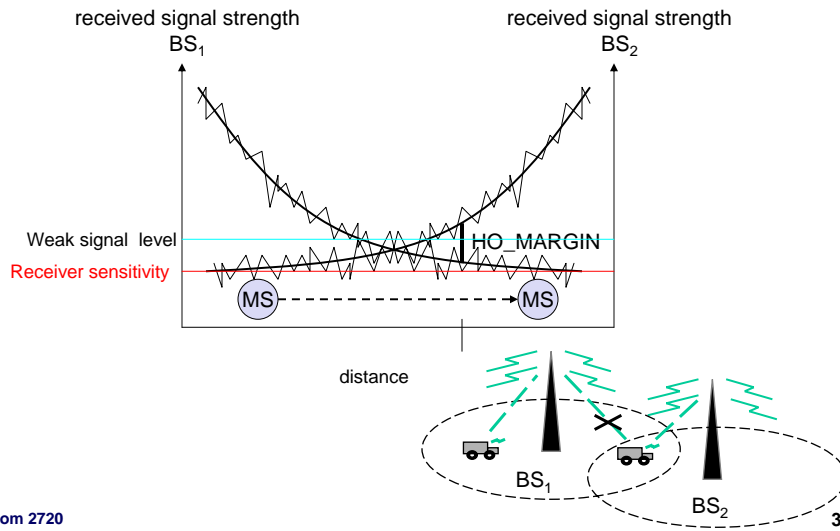 received signal strength
BS1
received signal strength
BS2
Weak signal level
HO_MARGIN
Receiver sensitivity
MS
MS
distance
BS1
BS2
om 2720
3